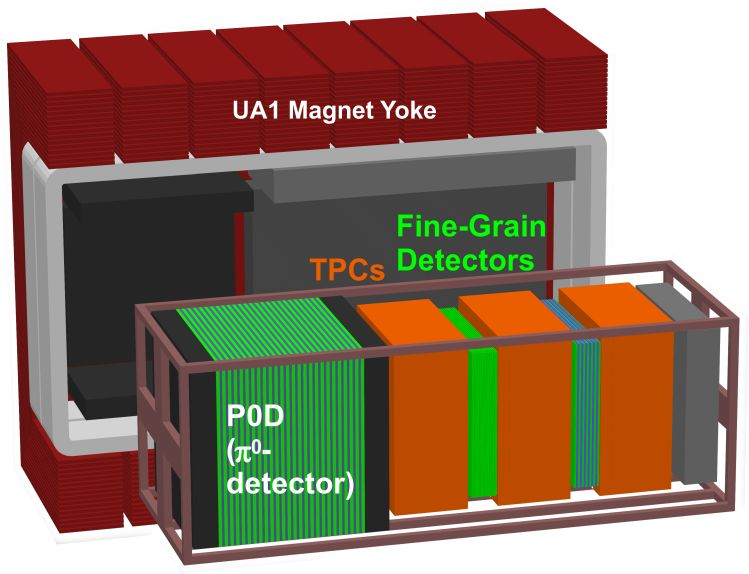 UA1 Magnet Yoke
Fine-Grain
Detectors
TPCs
P0D
(π⁰-
detector)